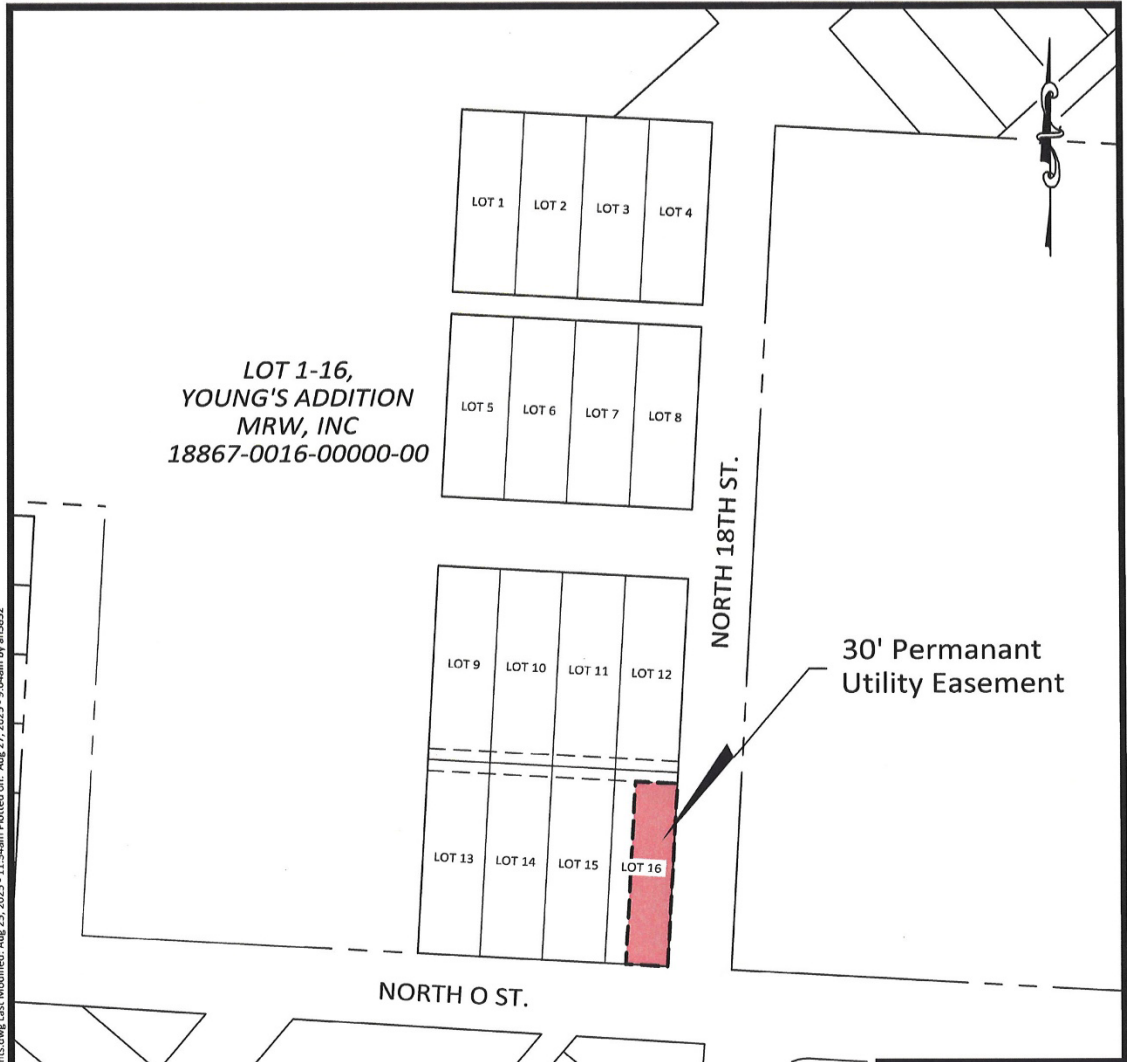 LOT 1
LOT 2
LOT 3
LOT 4
LOT 1-16,
YOUNG'S ADDITION
MRW, INC
18867-0016-00000-00
LOT 5
LOT 6
LOT 7
LOT 8
NORTH 18TH ST.
LOT 9
LOT 10
LOT 11
LOT 12
30' Permanant
Utility Easement
LOT 13
LOT 14
LOT 15
LOT 16
NORTH O ST.